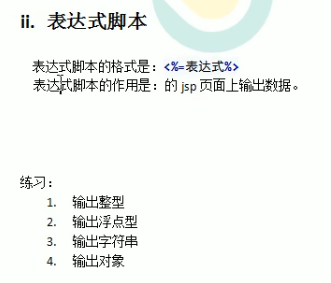 ii. 表达式脚本
表达式脚本的格式是：<%=表达式%>
表达式脚本的作用是：的 jsp 页面上输出数据。
练习：
1. 输出整型
2. 输出浮点型
3. 输出字符串
4. 输出对象